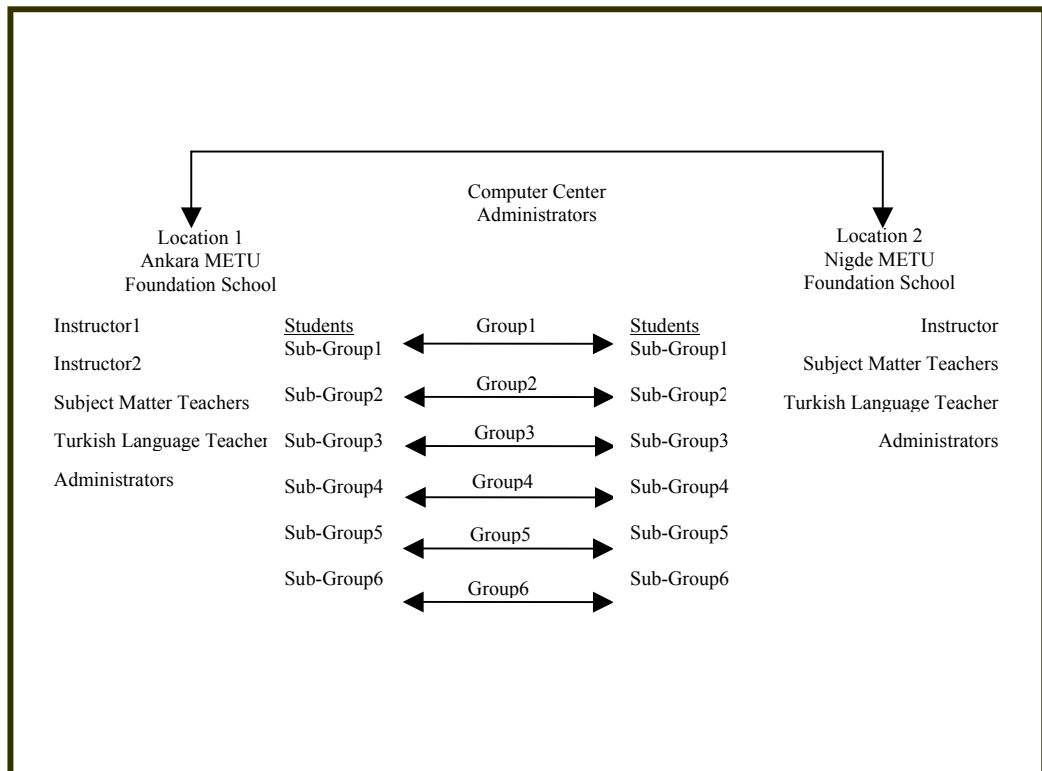 Computer Center
Administrators
Location 1
Ankara METU
Foundation School
Location 2
Nigde METU
Foundation School
Instructor1
Instructor2
Subject Matter Teachers
Turkish Language Teacher
Administrators
Students
Sub-Group1
Sub-Group2
Sub-Group3
Sub-Group4
Sub-Group5
Sub-Group6
Group1
Group2
Group3
Group4
Group5
Group6
Students
Sub-Group1
Sub-Group2
Sub-Group3
Sub-Group4
Sub-Group5
Sub-Group6
Instructor
Subject Matter Teachers
Turkish Language Teacher
Administrators